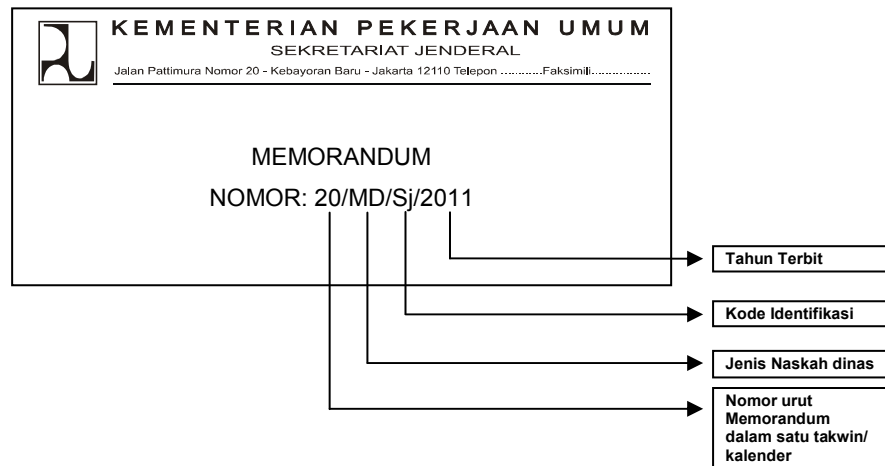 KEMENTERIAN PEKERJAAN UMUM
SEKRETARIAT JENDERAL
Jalan Pattimura Nomor 20 - Kebayoran Baru - Jakarta 12110 Telepon ............Faksimili.................
MEMORANDUM
NOMOR: 20/MD/Sj/2011
Tahun Terbit
Kode Identifikasi
Jenis Naskah dinas
Nomor urut
Memorandum
dalam satu takwin/
kalender